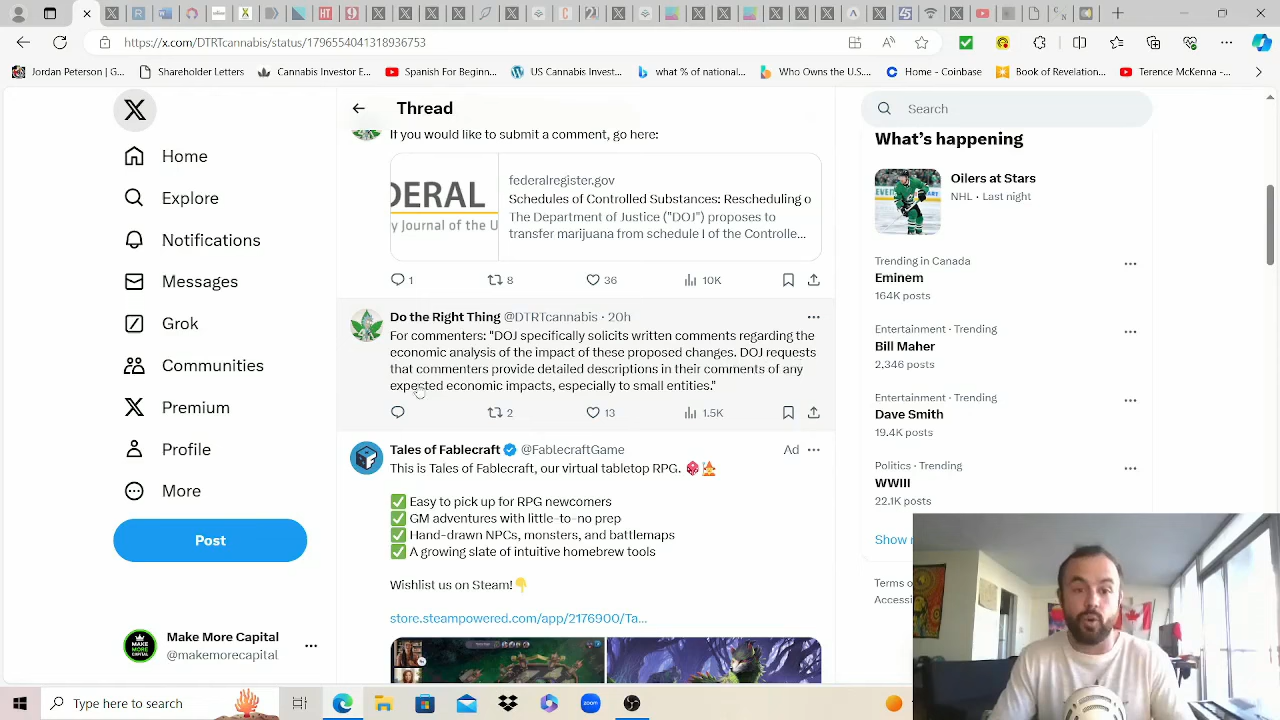 https://x.com/DTRTcannabis/status/1796554041318936753
Jordan Peterson | G...
Shareholder Letters
Cannabis Investor E...
Spanish For Beginn...
US Cannabis Invest...
what % of national...
Who Owns the U.S...
Home - Coinbase
Book of Revelation...
Terence McKenna -...
Home
Explore
Notifications
Messages
Grok
Communities
Premium
Profile
More
Post
Make More Capital
@makemorecapital
Thread
If you would like to submit a comment, go here:
DERAL
y Journal of the U
federalregister.gov
Schedules of Controlled Substances: Rescheduling o
The Department of Justice ("DOJ") proposes to
transfer marijuana from schedule I of the Controlle...
1 8 36 10K
Do the Right Thing @DTRTcannabis · 20h
For commenters: "DOJ specifically solicits written comments regarding the
economic analysis of the impact of these proposed changes. DOJ requests
that commenters provide detailed descriptions in their comments of any
expected economic impacts, especially to small entities."
2 13 1.5K
Tales of Fablecraft @FablecraftGame Ad
This is Tales of Fablecraft, our virtual tabletop RPG.
Easy to pick up for RPG newcomers
GM adventures with little-to-no prep
Hand-drawn NPCs, monsters, and battlemaps
A growing slate of intuitive homebrew tools
Wishlist us on Steam!
store.steampowered.com/app/2176900/Ta...
Search
What's happening
Oilers at Stars
NHL · Last night
Trending in Canada
Eminem
164K posts
Entertainment · Trending
Bill Maher
2,346 posts
Entertainment · Trending
Dave Smith
19.4K posts
Politics · Trending
WWIII
22.1K posts
Show
Terms o
Accessi
Type here to search
zoom